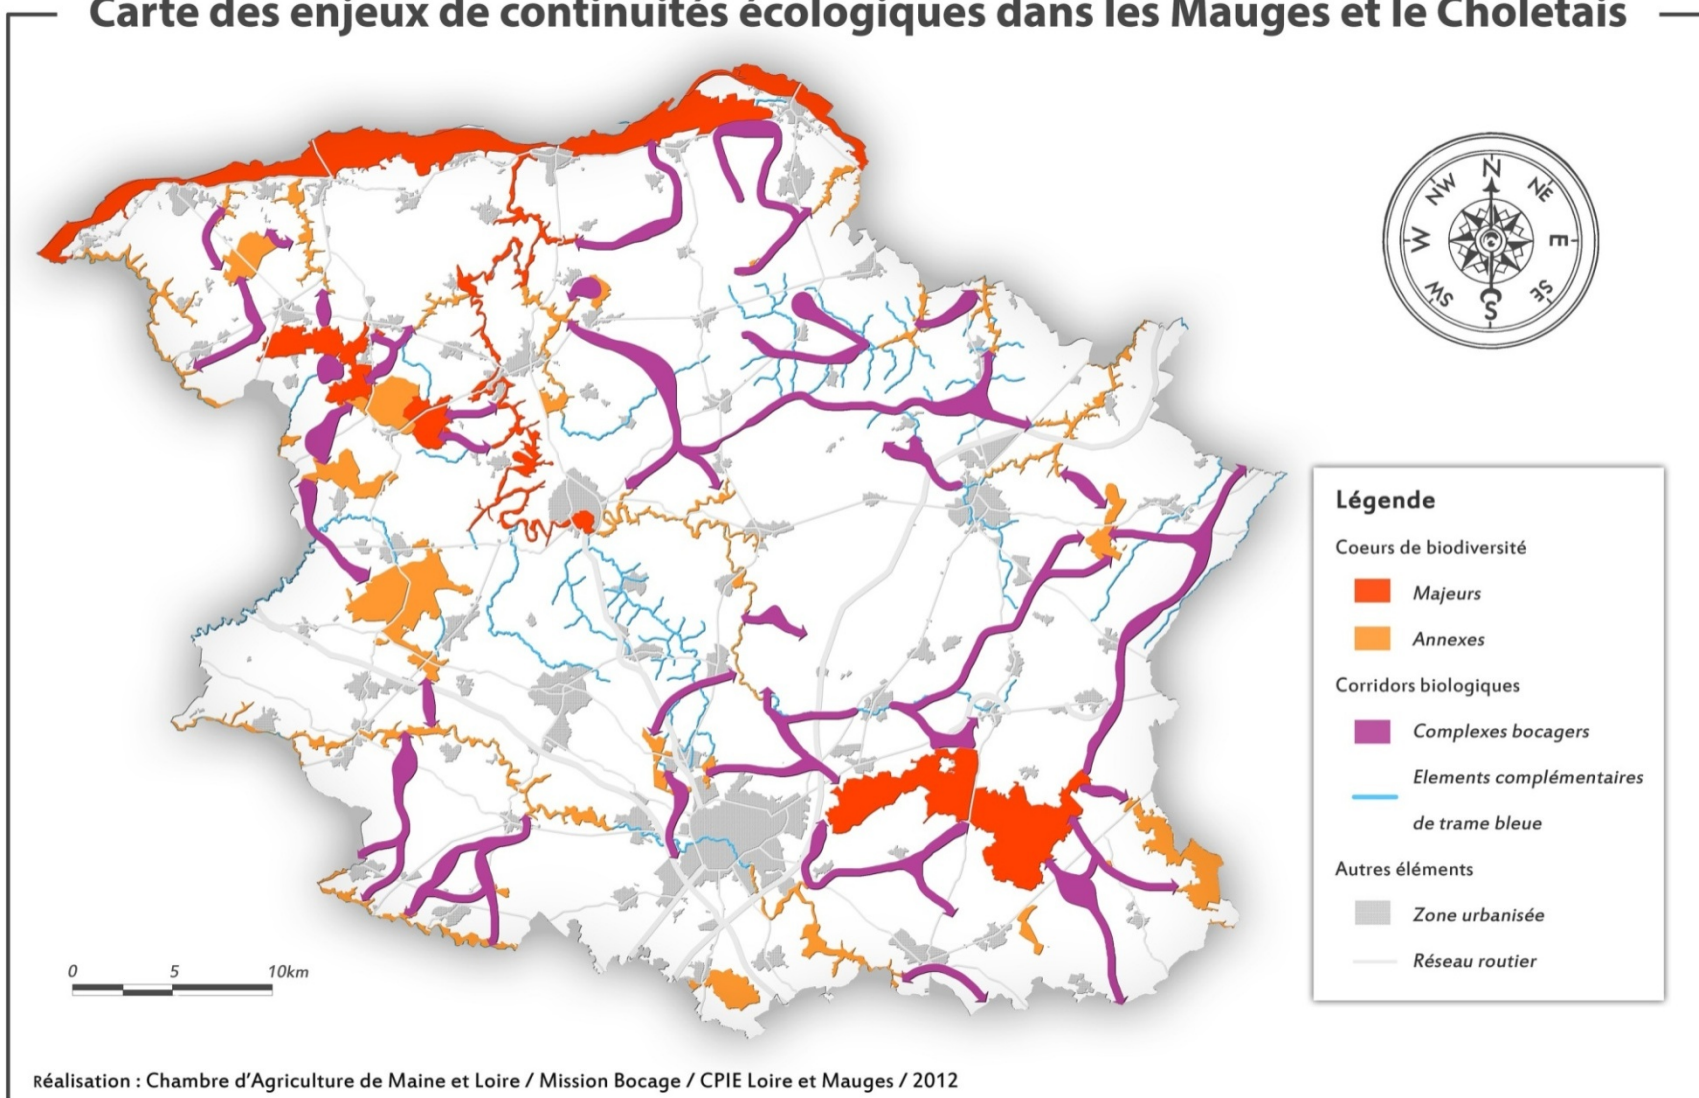 Carte des enjeux de continuités écologiques dans les Mauges et le Choletais
N
NW
NE
W
E
SW
SE
S
Légende
Coeurs de biodiversité
Majeurs
Annexes
Corridors biologiques
Complexes bocagers
Elements complémentaires
de trame bleue
Autres éléments
Zone urbanisée
Réseau routier
0 5 10km
Réalisation : Chambre d'Agriculture de Maine et Loire / Mission Bocage / CPIE Loire et Mauges / 2012